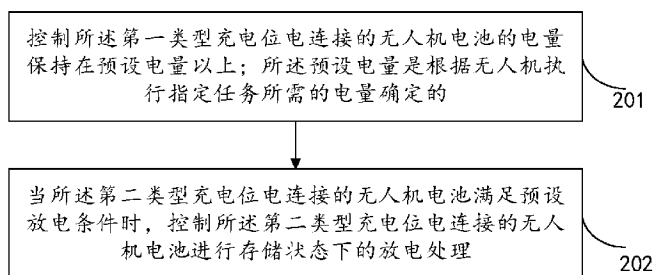 控制所述第一类型充电位电连接的无人机电池的电量
保持在预设电量以上；所述预设电量是根据无人机执
行指定任务所需的电量确定的
201
当所述第二类型充电位电连接的无人机电池满足预设
放电条件时，控制所述第二类型充电位电连接的无人
机电池进行存储状态下的放电处理
202